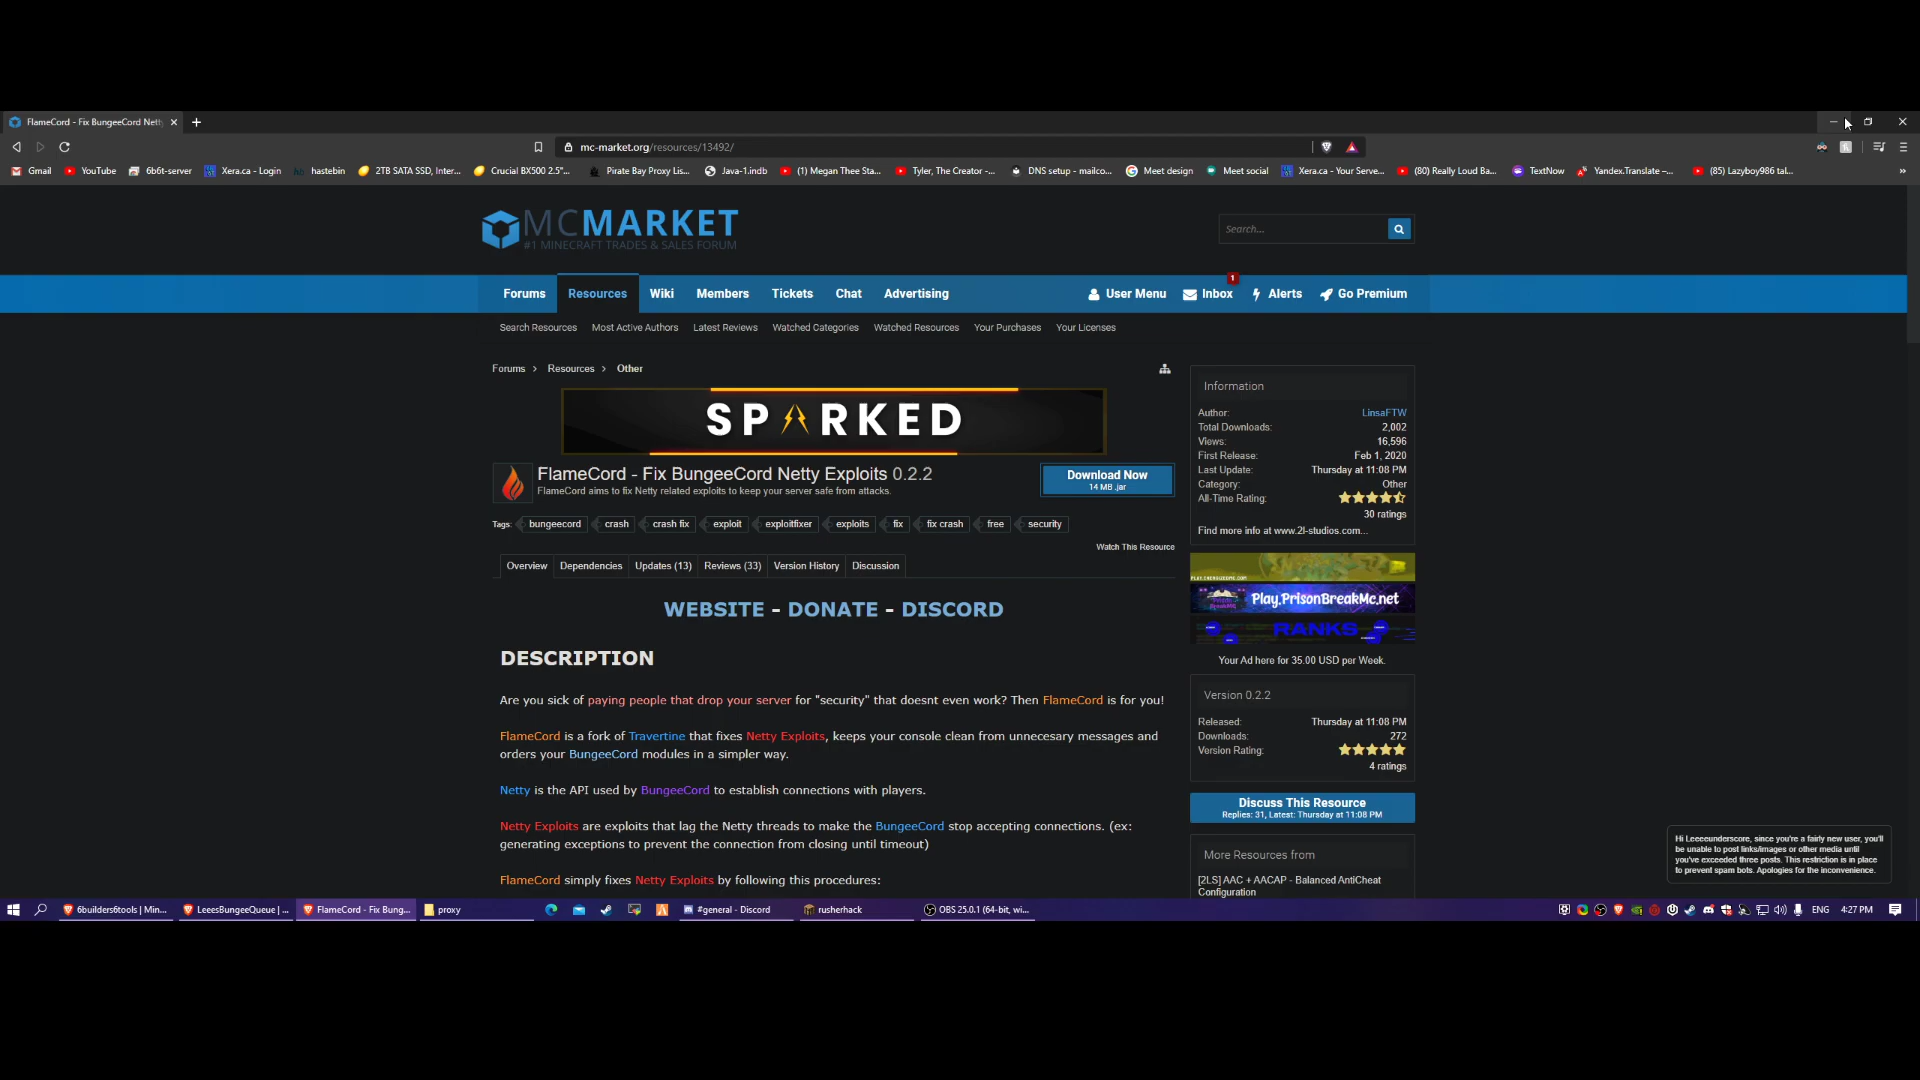 FlameCord - Fix BungeeCord Nett
mc-market.org/resources/13492/
Gmail
YouTube
6b6t-server
Xera.ca - Login
hastebin
2TB SATA SSD, Inter...
Crucial BX500 2.5"...
Pirate Bay Proxy Lis...
Java-1.indb
(1) Megan Thee Sta...
Tyler, The Creator -...
DNS setup - mailco...
Meet design
Meet social
Xera.ca - Your Serve...
(80) Really Loud Ba...
TextNow
Yandex.Translate –...
(85) Lazyboy986 tal...
MCMARKET
#1 MINECRAFT TRADES & SALES FORUM
Search...
1
Forums Resources Wiki Members Tickets Chat Advertising User Menu Inbox Alerts Go Premium
Search Resources Most Active Authors Latest Reviews Watched Categories Watched Resources Your Purchases Your Licenses
Forums > Resources > Other
SPARKED
FlameCord - Fix BungeeCord Netty Exploits 0.2.2
FlameCord aims to fix Netty related exploits to keep your server safe from attacks.
Download Now
14 MB .jar
Tags: bungeecord crash crash fix exploit exploitfixer exploits fix fix crash free security
Watch This Resource
Overview Dependencies Updates (13) Reviews (33) Version History Discussion
WEBSITE - DONATE - DISCORD
DESCRIPTION
Are you sick of paying people that drop your server for "security" that doesnt even work? Then FlameCord is for you!
FlameCord is a fork of Travertine that fixes Netty Exploits, keeps your console clean from unnecesary messages and
orders your BungeeCord modules in a simpler way.
Netty is the API used by BungeeCord to establish connections with players.
Netty Exploits are exploits that lag the Netty threads to make the BungeeCord stop accepting connections. (ex:
generating exceptions to prevent the connection from closing until timeout)
FlameCord simply fixes Netty Exploits by following this procedures:
Information
Author: LinsaFTW
Total Downloads: 2,002
Views: 16,596
First Release: Feb 1, 2020
Last Update: Thursday at 11:08 PM
Category: Other
All-Time Rating:
30 ratings
Find more info at www.2l-studios.com...
Play.PrisonBreakMc.net
RANKS
Your Ad here for 35.00 USD per Week.
Version 0.2.2
Released: Thursday at 11:08 PM
Downloads: 272
Version Rating:
4 ratings
Discuss This Resource
Replies: 31, Latest: Thursday at 11:08 PM
More Resources from
[2LS] AAC + AACAP - Balanced AntiCheat
Configuration
Hi Leeeunderscore, since you're a fairly new user, you'll
be unable to post links/images or other media until
you've exceeded three posts. This restriction is in place
to prevent spam bots. Apologies for the inconvenience.
6builders6tools | Min...
LeeesBungeeQueue | ...
FlameCord - Fix Bung...
proxy
#general - Discord
rusherhack
OBS 25.0.1 (64-bit, wi...
ENG
4:27 PM